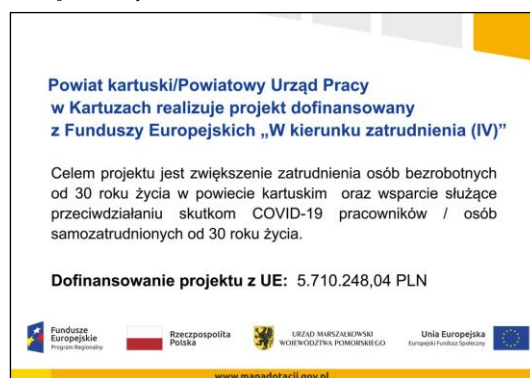 Powiat kartuski/Powiatowy Urząd Pracy
w Kartuzach realizuje projekt dofinansowany
z Funduszy Europejskich „W kierunku zatrudnienia (IV)”
Celem projektu jest zwiększenie zatrudnienia osób bezrobotnych
od 30 roku życia w powiecie kartuskim oraz wsparcie służące
przeciwdziałaniu skutkom COVID-19 pracowników / osób
samozatrudnionych od 30 roku życia.
Dofinansowanie projektu z UE: 5.710.248,04 PLN
Fundusze
Europejskie
Program Regionalny
Rzeczpospolita
Polska
URZĄD MARSZAŁKOWSKI
WOJEWÓDZTWA POMORSKIEGO
Unia Europejska
Europejski Fundusz Społeczny
www.mapadotacji.gov.pl